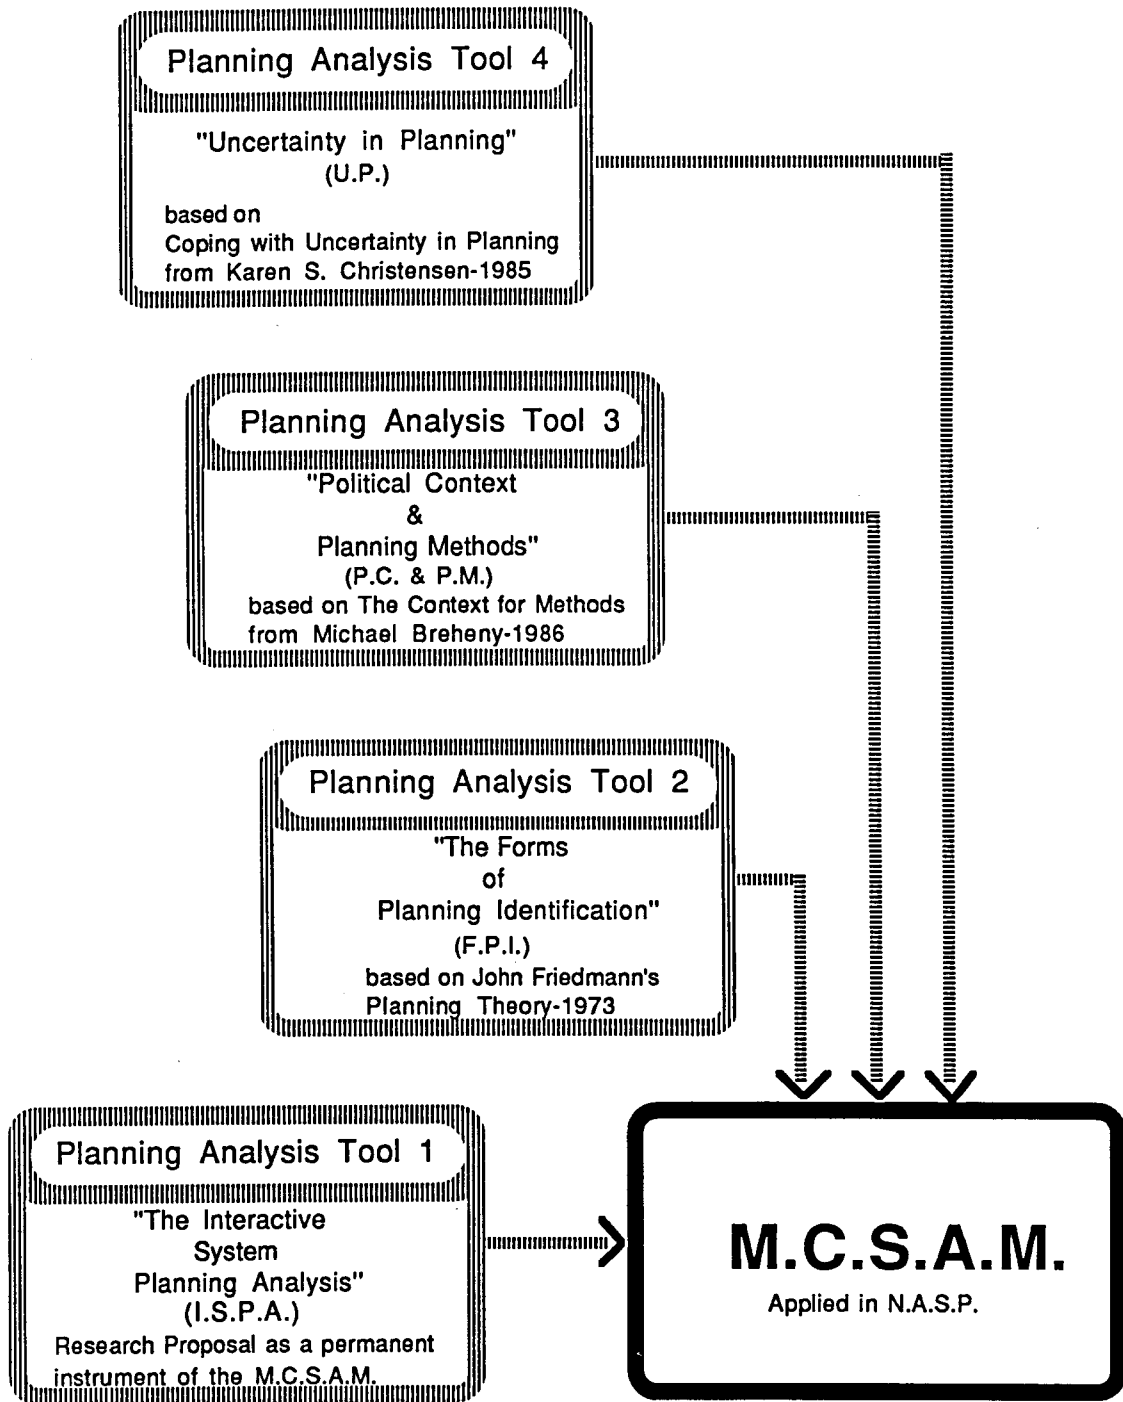 Planning Analysis Tool 4
"Uncertainty in Planning"
(U.P.)
based on
Coping with Uncertainty in Planning
from Karen S. Christensen-1985
Planning Analysis Tool 3
"Political Context
&
Planning Methods"
(P.C. & P.M.)
based on The Context for Methods
from Michael Breheny-1986
Planning Analysis Tool 2
"The Forms
of
Planning Identification"
(F.P.I.)
based on John Friedmann's
Planning Theory-1973
Planning Analysis Tool 1
"The Interactive
System
Planning Analysis"
(I.S.P.A.)
Research Proposal as a permanent
instrument of the M.C.S.A.M.
M.C.S.A.M.
Applied in N.A.S.P.